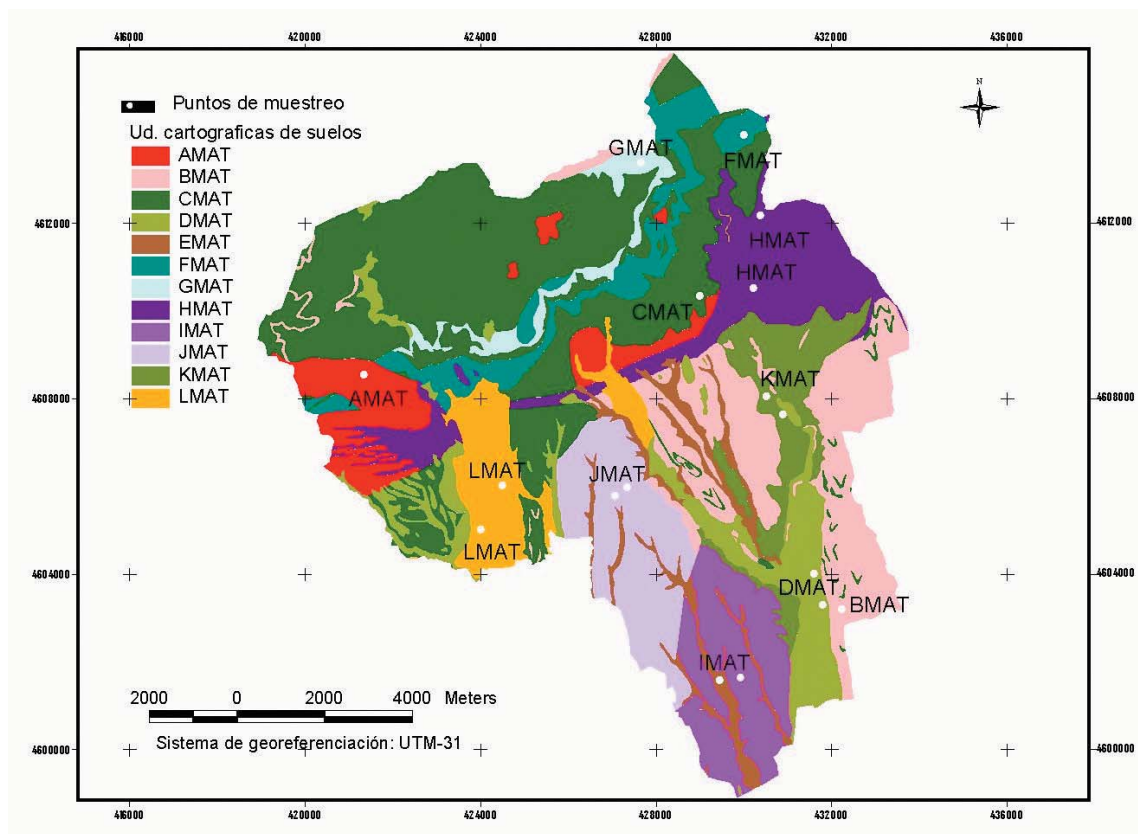 416000 420000 424000 428000 432000 436000
N
Puntos de muestreo
Ud. cartograficas de suelos
AMAT
BMAT
CMAT
DMAT
EMAT
FMAT
GMAT
HMAT
IMAT
JMAT
KMAT
LMAT
GMAT
FMAT
4612000 4612000
HMAT
HMAT
CMAT
KMAT
AMAT
4608000 4608000
LMAT
JMAT
LMAT
4604000 4604000
DMAT
BMAT
IMAT
2000 0 2000 4000 Meters
Sistema de georeferenciación: UTM-31
4600000 4600000
416000 420000 424000 428000 432000 436000